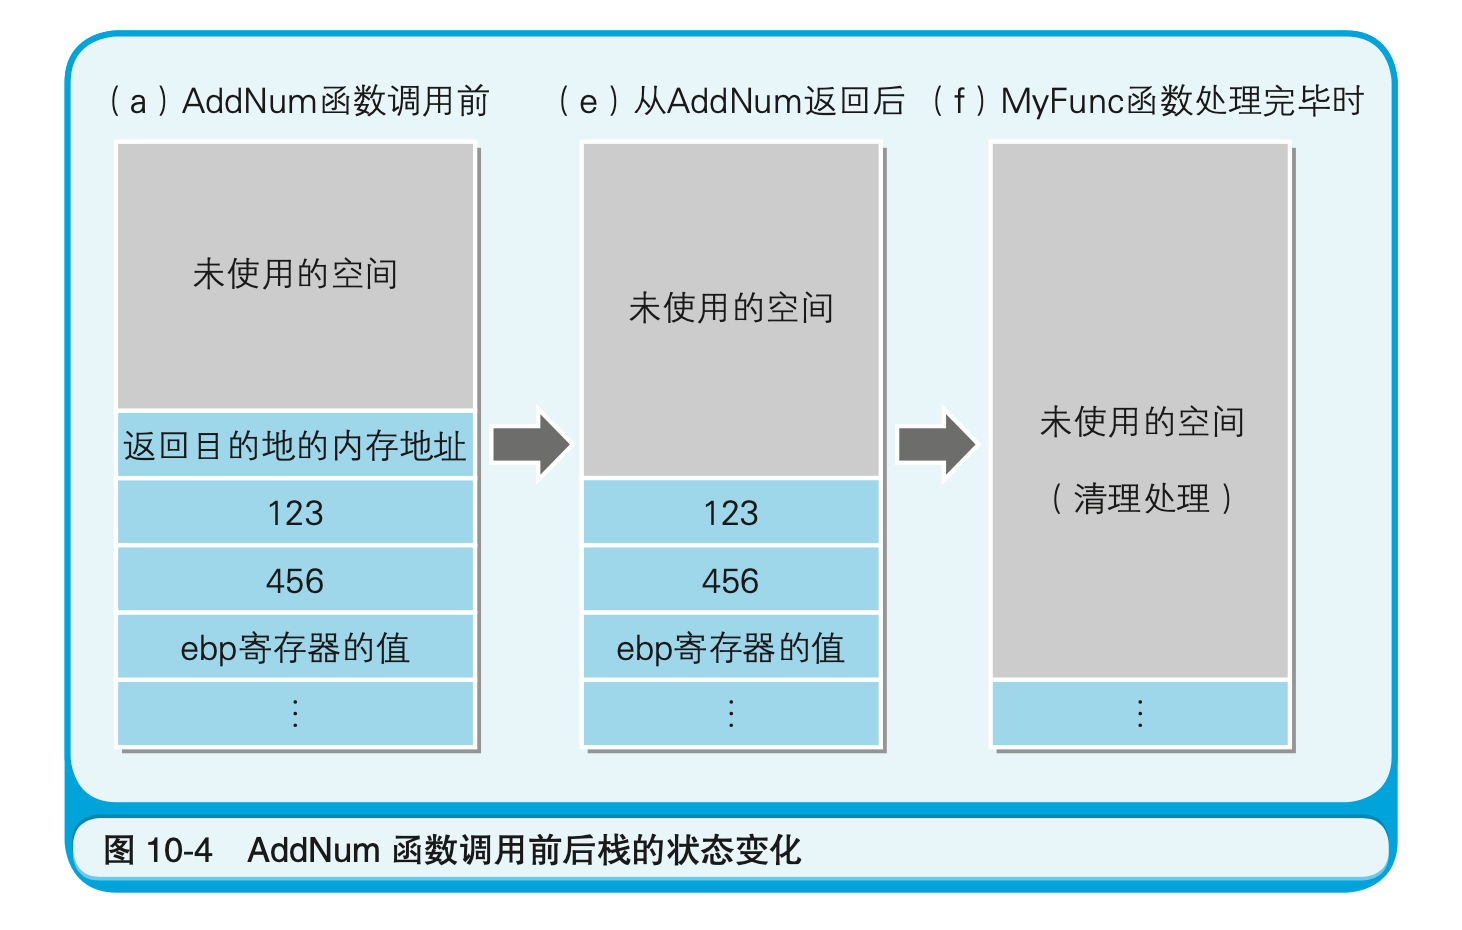 （a）AddNum函数调用前
（e）从AddNum返回后
（f）MyFunc函数处理完毕时
未使用的空间
返回目的地的内存地址
123
456
ebp寄存器的值
⋮
未使用的空间
123
456
ebp寄存器的值
⋮
未使用的空间
（清理处理）
⋮
图 10-4 AddNum 函数调用前后栈的状态变化